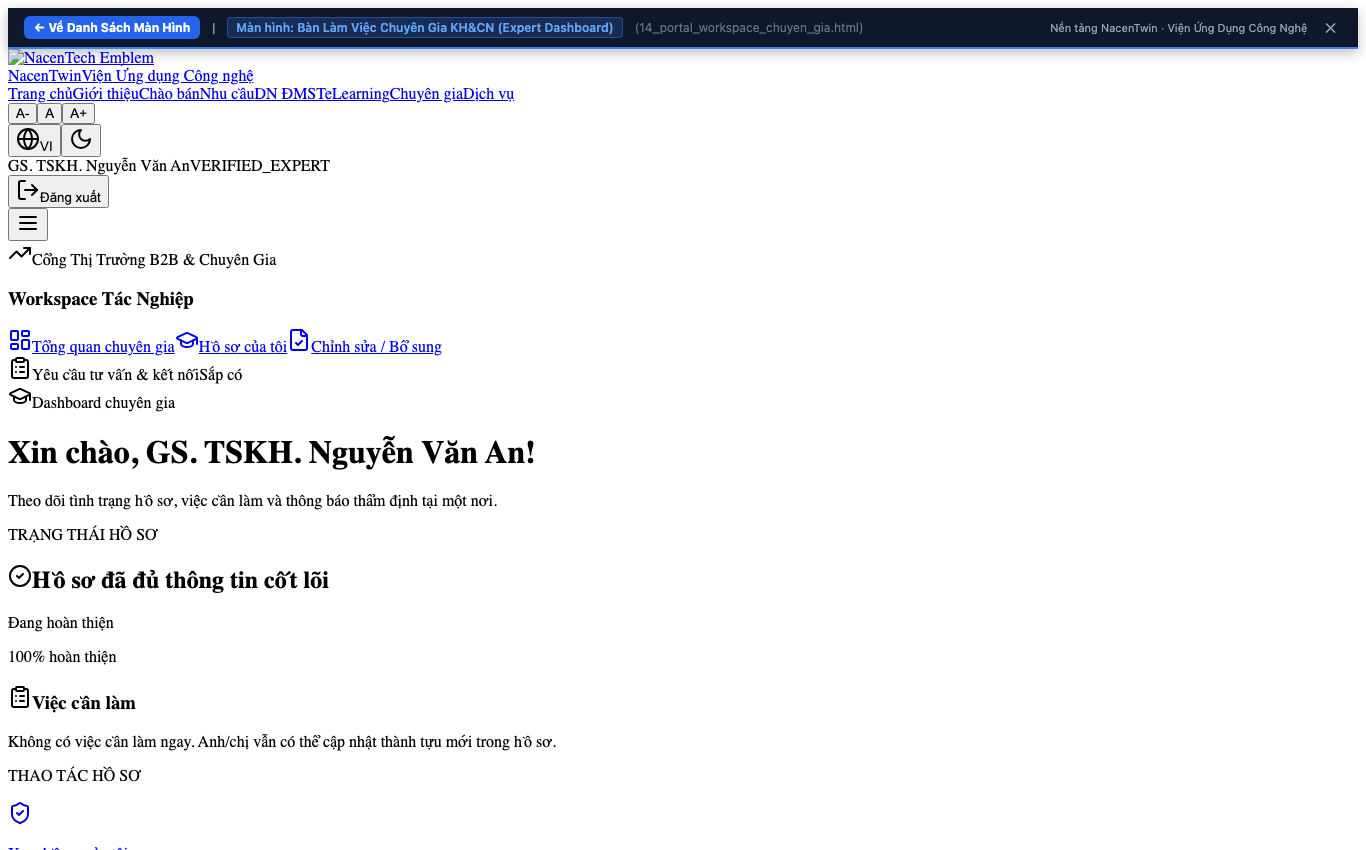 ← Về Danh Sách Màn Hình | Màn hình: Bàn Làm Việc Chuyên Gia KH&CN (Expert Dashboard) (14_portal_workspace_chuyen_gia.html) Nền tảng NacenTwin · Viện Ứng Dụng Công Nghệ ✕
NacenTech Emblem
NacenTwinViện Ứng dụng Công nghệ
Trang chủGiới thiệuChào bánNhu cầuDN ĐMSTeLearningChuyên giaDịch vụ
A- A A+
VI
GS. TSKH. Nguyễn Văn AnVERIFIED_EXPERT
Đăng xuất
Cổng Thị Trường B2B & Chuyên Gia
Workspace Tác Nghiệp
Tổng quan chuyên gia Hồ sơ của tôi Chỉnh sửa / Bổ sung
Yêu cầu tư vấn & kết nốiSắp có
Dashboard chuyên gia
Xin chào, GS. TSKH. Nguyễn Văn An!
Theo dõi tình trạng hồ sơ, việc cần làm và thông báo thẩm định tại một nơi.
TRẠNG THÁI HỒ SƠ
Hồ sơ đã đủ thông tin cốt lõi
Đang hoàn thiện
100% hoàn thiện
Việc cần làm
Không có việc cần làm ngay. Anh/chị vẫn có thể cập nhật thành tựu mới trong hồ sơ.
THAO TÁC HỒ SƠ